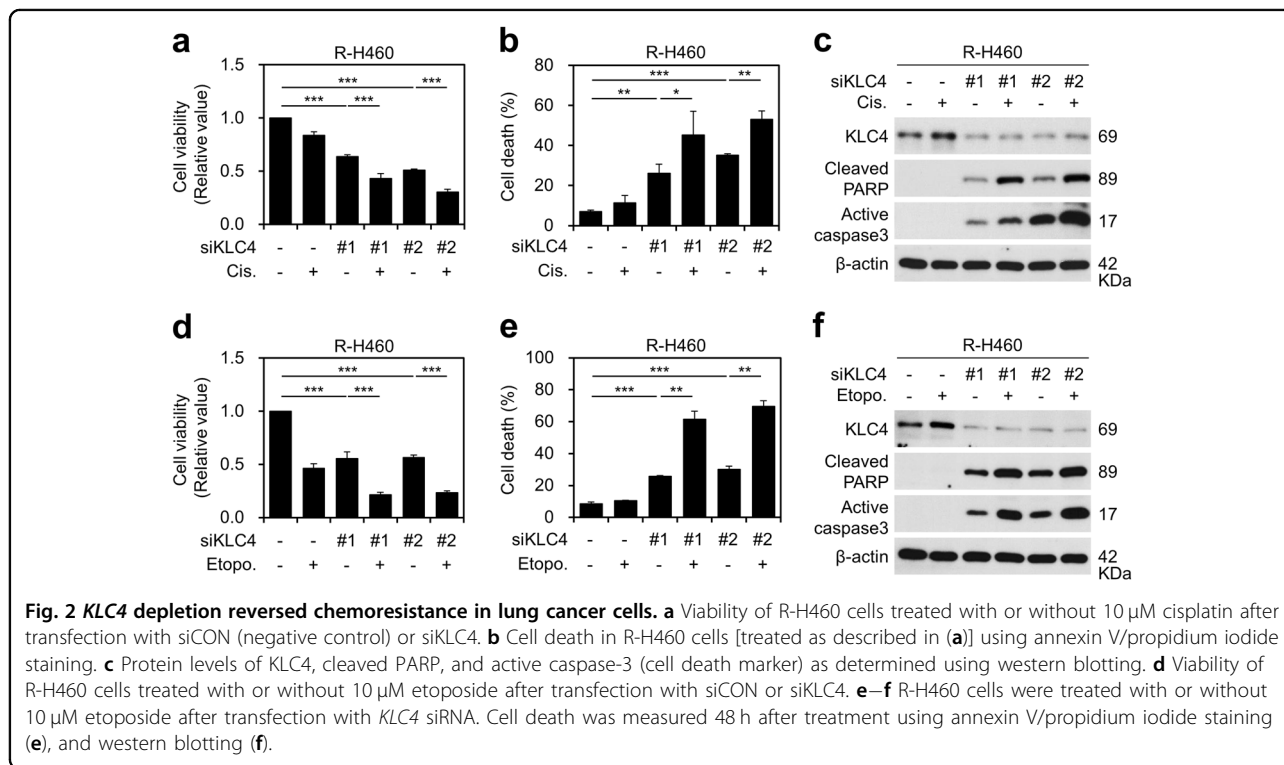 a
R-H460
1.5
1.0
0.5
0.0
Cell viability
(Relative value)
***
***
***
***
siKLC4 - - #1 #1 #2 #2
Cis. - + - + - +
b
R-H460
80
60
40
20
0
Cell death (%)
***
**
**
*
siKLC4 - - #1 #1 #2 #2
Cis. - + - + - +
c
R-H460
siKLC4 - - #1 #1 #2 #2
Cis. - + - + - +
KLC4 69
Cleaved
PARP 89
Active
caspase3 17
β-actin 42
KDa
d
R-H460
1.5
1.0
0.5
0.0
Cell viability
(Relative value)
***
***
***
***
siKLC4 - - #1 #1 #2 #2
Etopo. - + - + - +
e
R-H460
100
80
60
40
20
0
Cell death (%)
***
**
***
**
siKLC4 - - #1 #1 #2 #2
Etopo. - + - + - +
f
R-H460
siKLC4 - - #1 #1 #2 #2
Etopo. - + - + - +
KLC4 69
Cleaved
PARP 89
Active
caspase3 17
β-actin 42
KDa
Fig. 2 KLC4 depletion reversed chemoresistance in lung cancer cells. a Viability of R-H460 cells treated with or without 10 μM cisplatin after
transfection with siCON (negative control) or siKLC4. b Cell death in R-H460 cells [treated as described in (a)] using annexin V/propidium iodide
staining. c Protein levels of KLC4, cleaved PARP, and active caspase-3 (cell death marker) as determined using western blotting. d Viability of
R-H460 cells treated with or without 10 μM etoposide after transfection with siCON or siKLC4. e–f R-H460 cells were treated with or without
10 μM etoposide after transfection with KLC4 siRNA. Cell death was measured 48 h after treatment using annexin V/propidium iodide staining
(e), and western blotting (f).